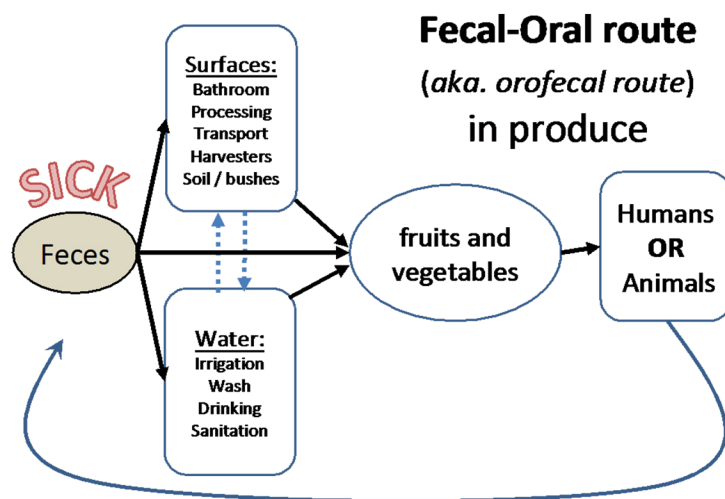 Fecal-Oral route
(aka. orofecal route)
in produce
SICK
Feces
Surfaces:
Bathroom
Processing
Transport
Harvesters
Soil / bushes
Water:
Irrigation
Wash
Drinking
Sanitation
fruits and
vegetables
Humans
OR
Animals